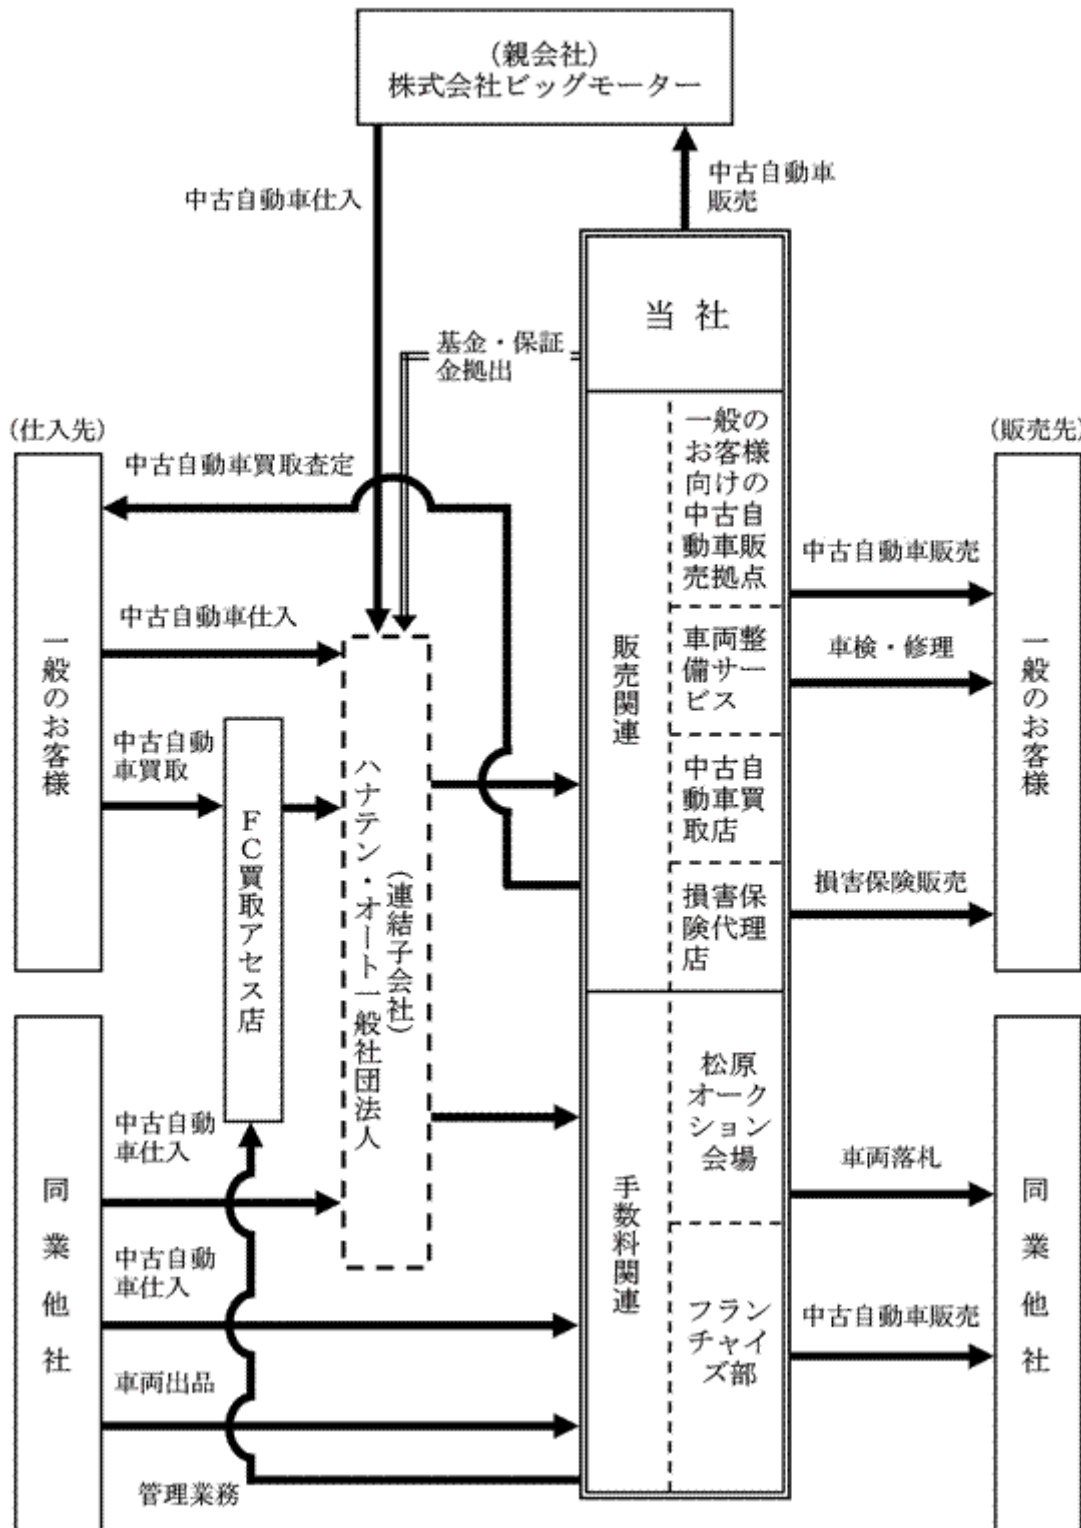 (親会社)
株式会社ビッグモーター
中古自動車仕入
中古自動車
販売
当 社
基金・保証
金拠出
(仕入先)
(販売先)
中古自動車買取査定
一般の
お客様
向けの
中古自
動車販
売拠点
中古自動車販売
中古自動車仕入
一般のお客様
販売関連
車両整
備サー
ビス
車検・修理
一般のお客様
中古自動
車買取
FC買取アセス店
ハナテン・オート一般社団法人
(連結子会社)
中古自
動車買
取店
損害保
険代理
店
損害保険販売
中古自動
車仕入
松原
オーク
ション
会場
車両落札
同業他社
手数料関連
同業他社
中古自動
車仕入
フラン
チャイ
ズ部
中古自動車販売
車両出品
管理業務